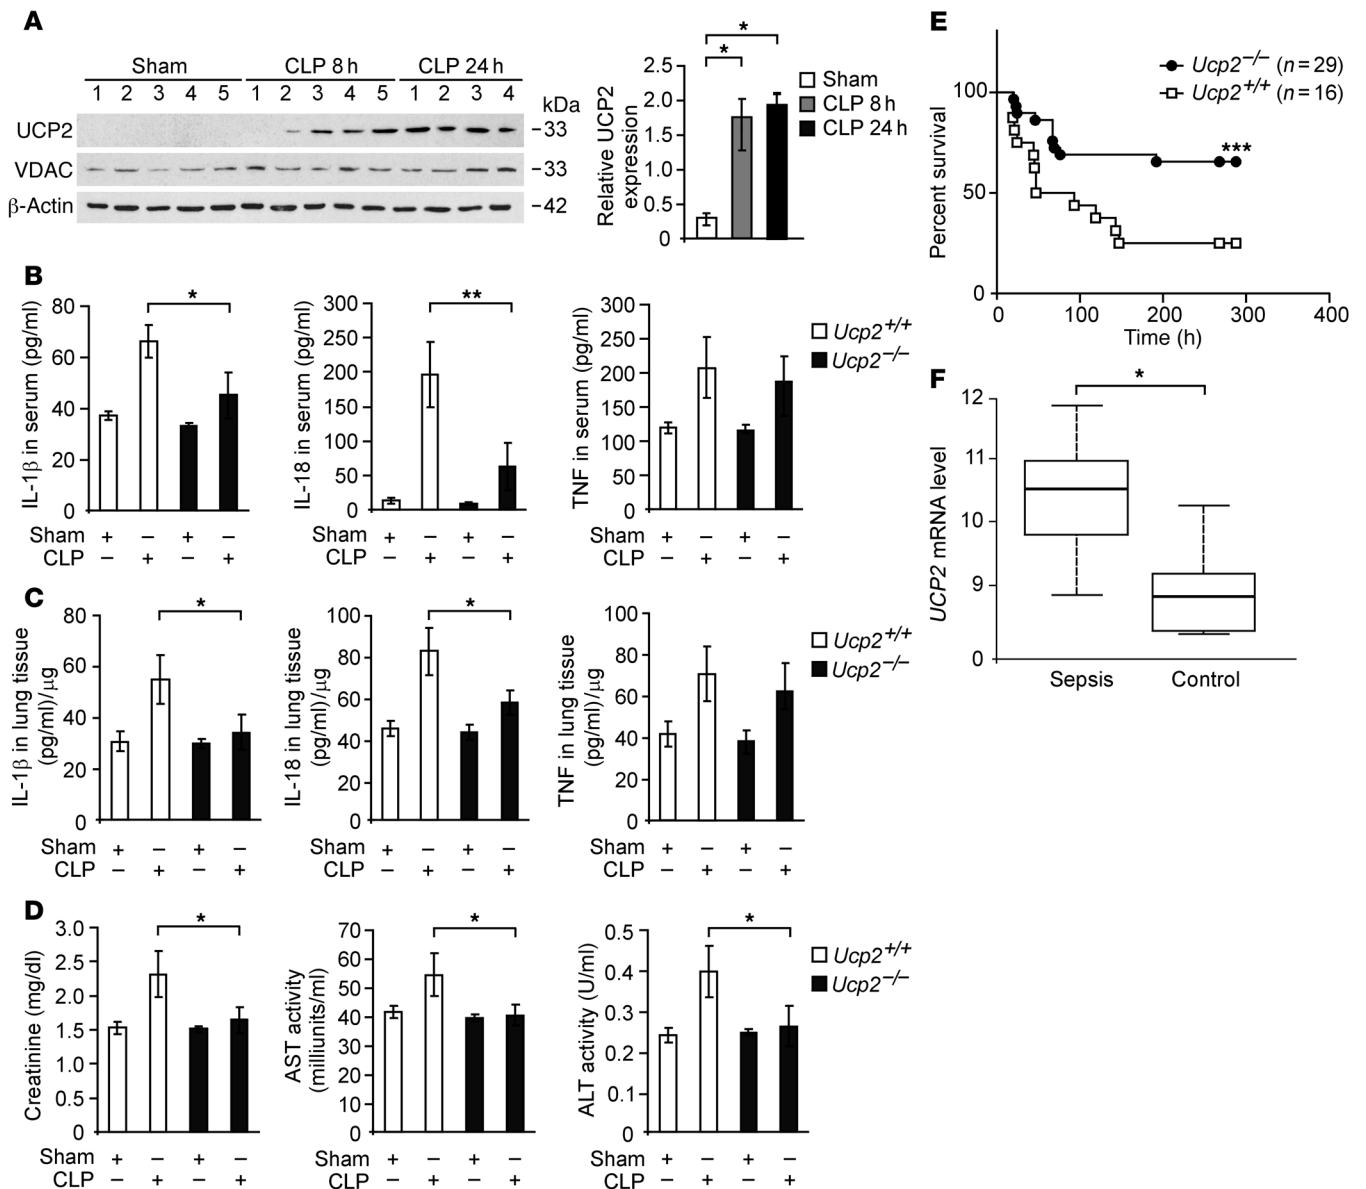 A
Sham CLP 8 h CLP 24 h
1 2 3 4 5 1 2 3 4 5 1 2 3 4
kDa
UCP2 -33
VDAC -33
β-Actin -42
Relative UCP2 expression
2.5
2.0
1.5
1.0
0.5
0
*
*
Sham
CLP 8 h
CLP 24 h
B
IL-1β in serum (pg/ml)
80
60
40
20
0
*
IL-18 in serum (pg/ml)
300
250
200
150
100
50
0
**
TNF in serum (pg/ml)
300
250
200
150
100
50
0
Ucp2+/+
Ucp2−/−
Sham + − + − + − + − Sham + − + −
CLP − + − + − + − + CLP − + − +
C
IL-1β in lung tissue (pg/ml)/μg
80
60
40
20
0
*
IL-18 in lung tissue (pg/ml)/μg
100
80
60
40
20
0
*
TNF in lung tissue (pg/ml)/μg
100
80
60
40
20
0
Ucp2+/+
Ucp2−/−
Sham + − + − Sham + − + − Sham + − + −
CLP − + − + CLP − + − + CLP − + − +
D
Creatinine (mg/dl)
3.0
2.5
2.0
1.5
1.0
0.5
0
*
AST activity (milliunits/ml)
70
60
50
40
30
20
10
0
*
ALT activity (U/ml)
0.5
0.4
0.3
0.2
0.1
0
*
Ucp2+/+
Ucp2−/−
Sham + − + − Sham + − + − Sham + − + −
CLP − + − + CLP − + − + CLP − + − +
E
Percent survival
100
50
0
Ucp2−/− (n = 29)
Ucp2+/+ (n = 16)
***
0 100 200 300 400
Time (h)
F
UCP2 mRNA level
12
11
10
9
0
*
Sepsis Control